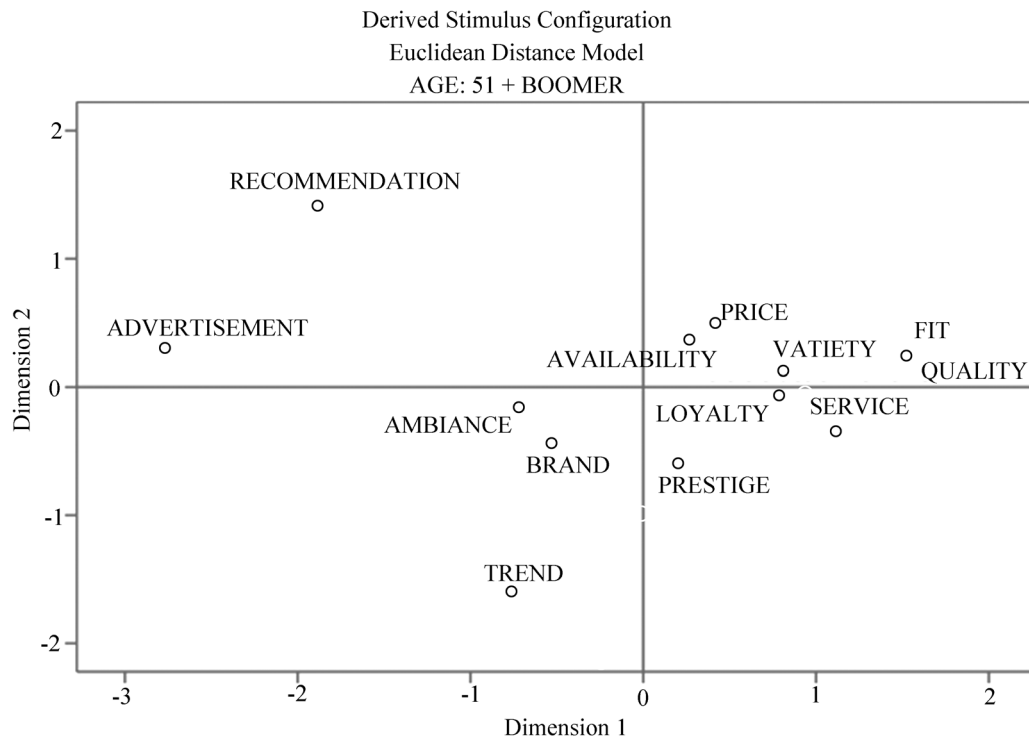 Derived Stimulus Configuration
Euclidean Distance Model
AGE: 51 + BOOMER
2
RECOMMENDATION
1
ADVERTISEMENT
PRICE
FIT
AVAILABILITY
VATIETY
QUALITY
0
LOYALTY
SERVICE
AMBIANCE
BRAND
PRESTIGE
-1
TREND
-2
Dimension 2
-3 -2 -1 0 1 2
Dimension 1